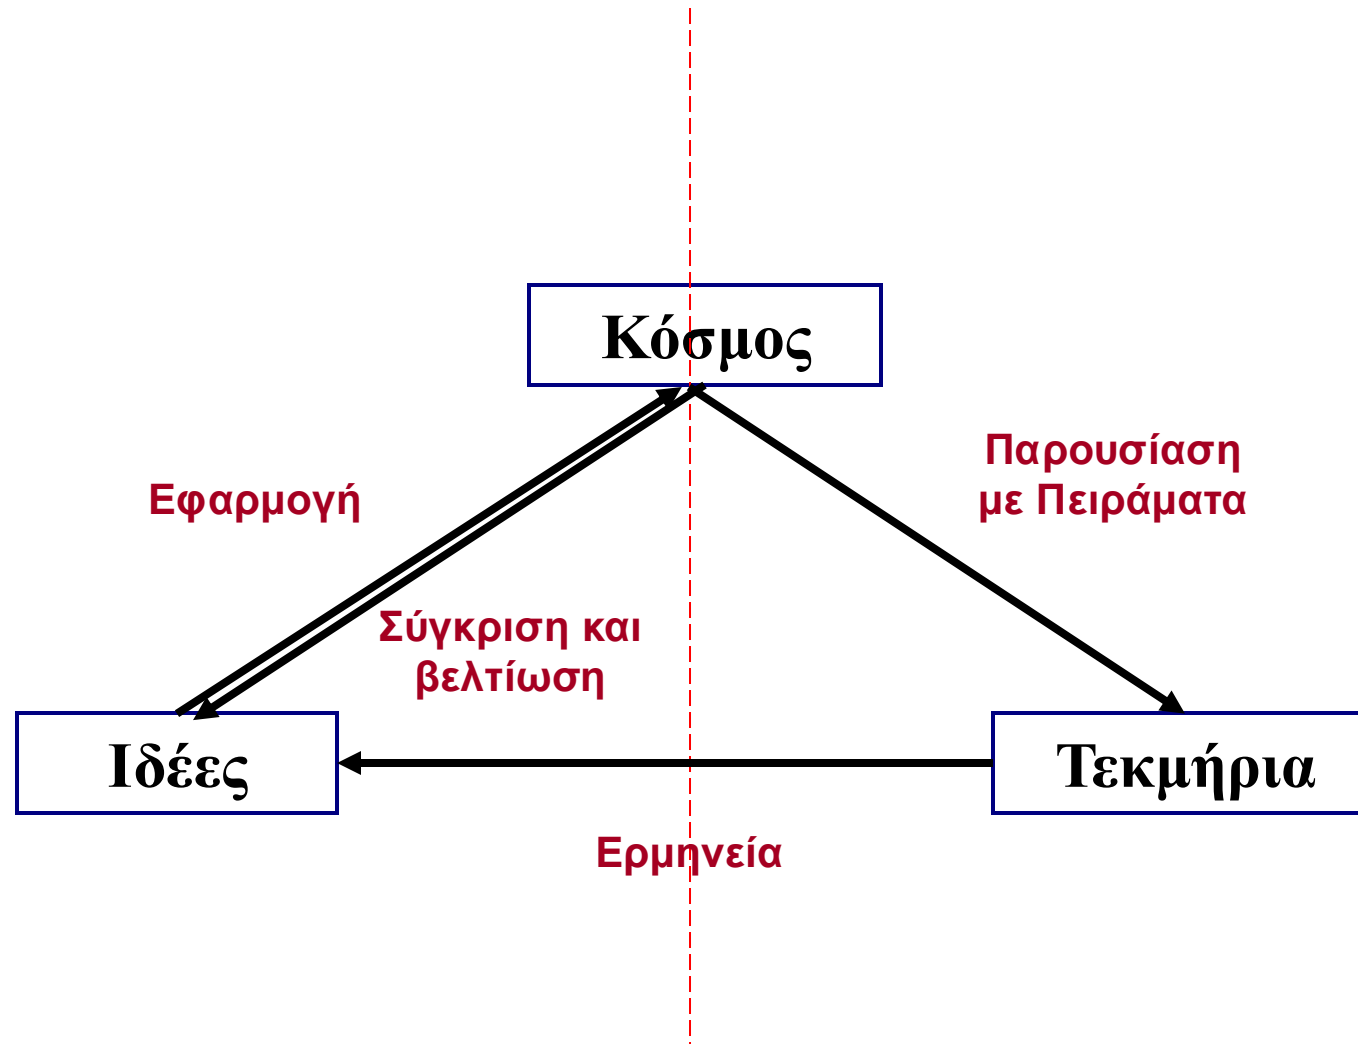 Κόσμος
Παρουσίαση
με Πειράματα
Εφαρμογή
Σύγκριση και
βελτίωση
Ιδέες
Τεκμήρια
Ερμηνεία